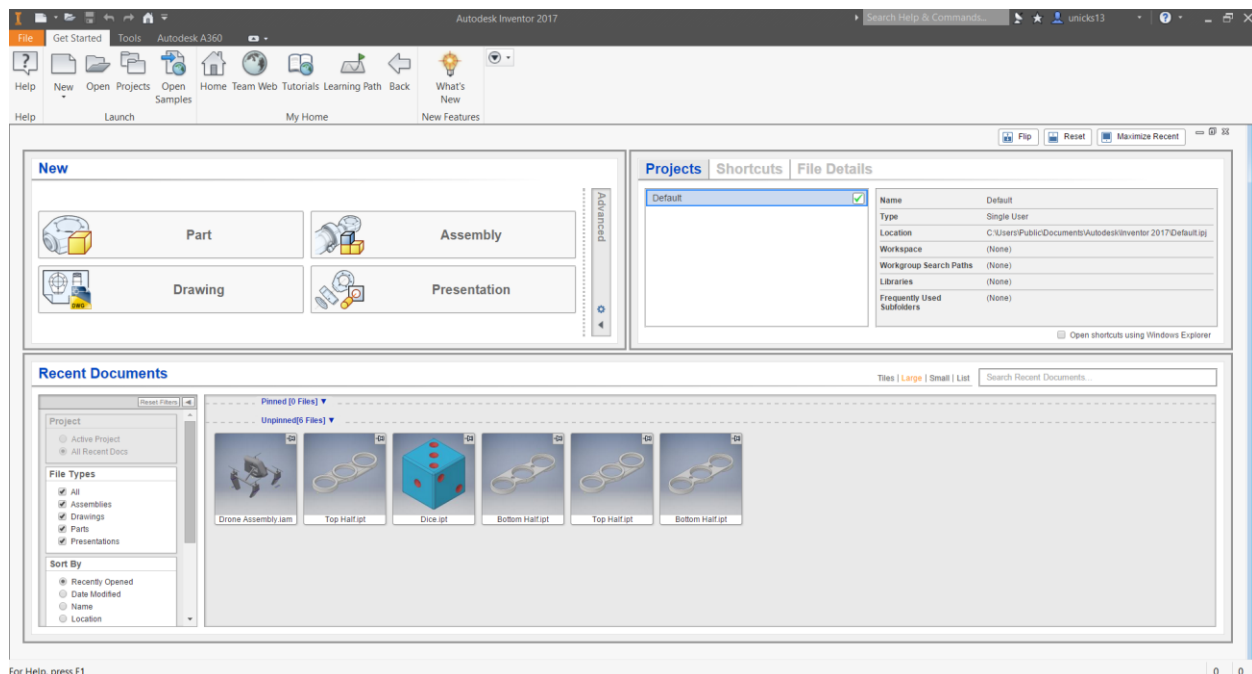 Autodesk Inventor 2017
Search Help & Commands...
unicks13
File Get Started Tools Autodesk A360
Help New Open Projects Open Samples Home Team Web Tutorials Learning Path Back What's New
Help Launch My Home New Features
Flip Reset Maximize Recent
New
Part
Assembly
Drawing
Presentation
DWG
Advanced
Projects Shortcuts File Details
Default
Name Default
Type Single User
Location C:\Users\Public\Documents\Autodesk\Inventor 2017\Default.ipj
Workspace (None)
Workgroup Search Paths (None)
Libraries (None)
Frequently Used (None)
Subfolders
Open shortcuts using Windows Explorer
Recent Documents
Tiles | Large | Small | List
Search Recent Documents...
Reset Filters
Project
Active Project
All Recent Docs
File Types
All
Assemblies
Drawings
Parts
Presentations
Sort By
Recently Opened
Date Modified
Name
Location
Pinned [0 Files] ▼
Unpinned[6 Files] ▼
Drone Assembly.iam
Top Half.ipt
Dice.ipt
Bottom Half.ipt
Top Half.ipt
Bottom Half.ipt
For Help, press F1
0 0